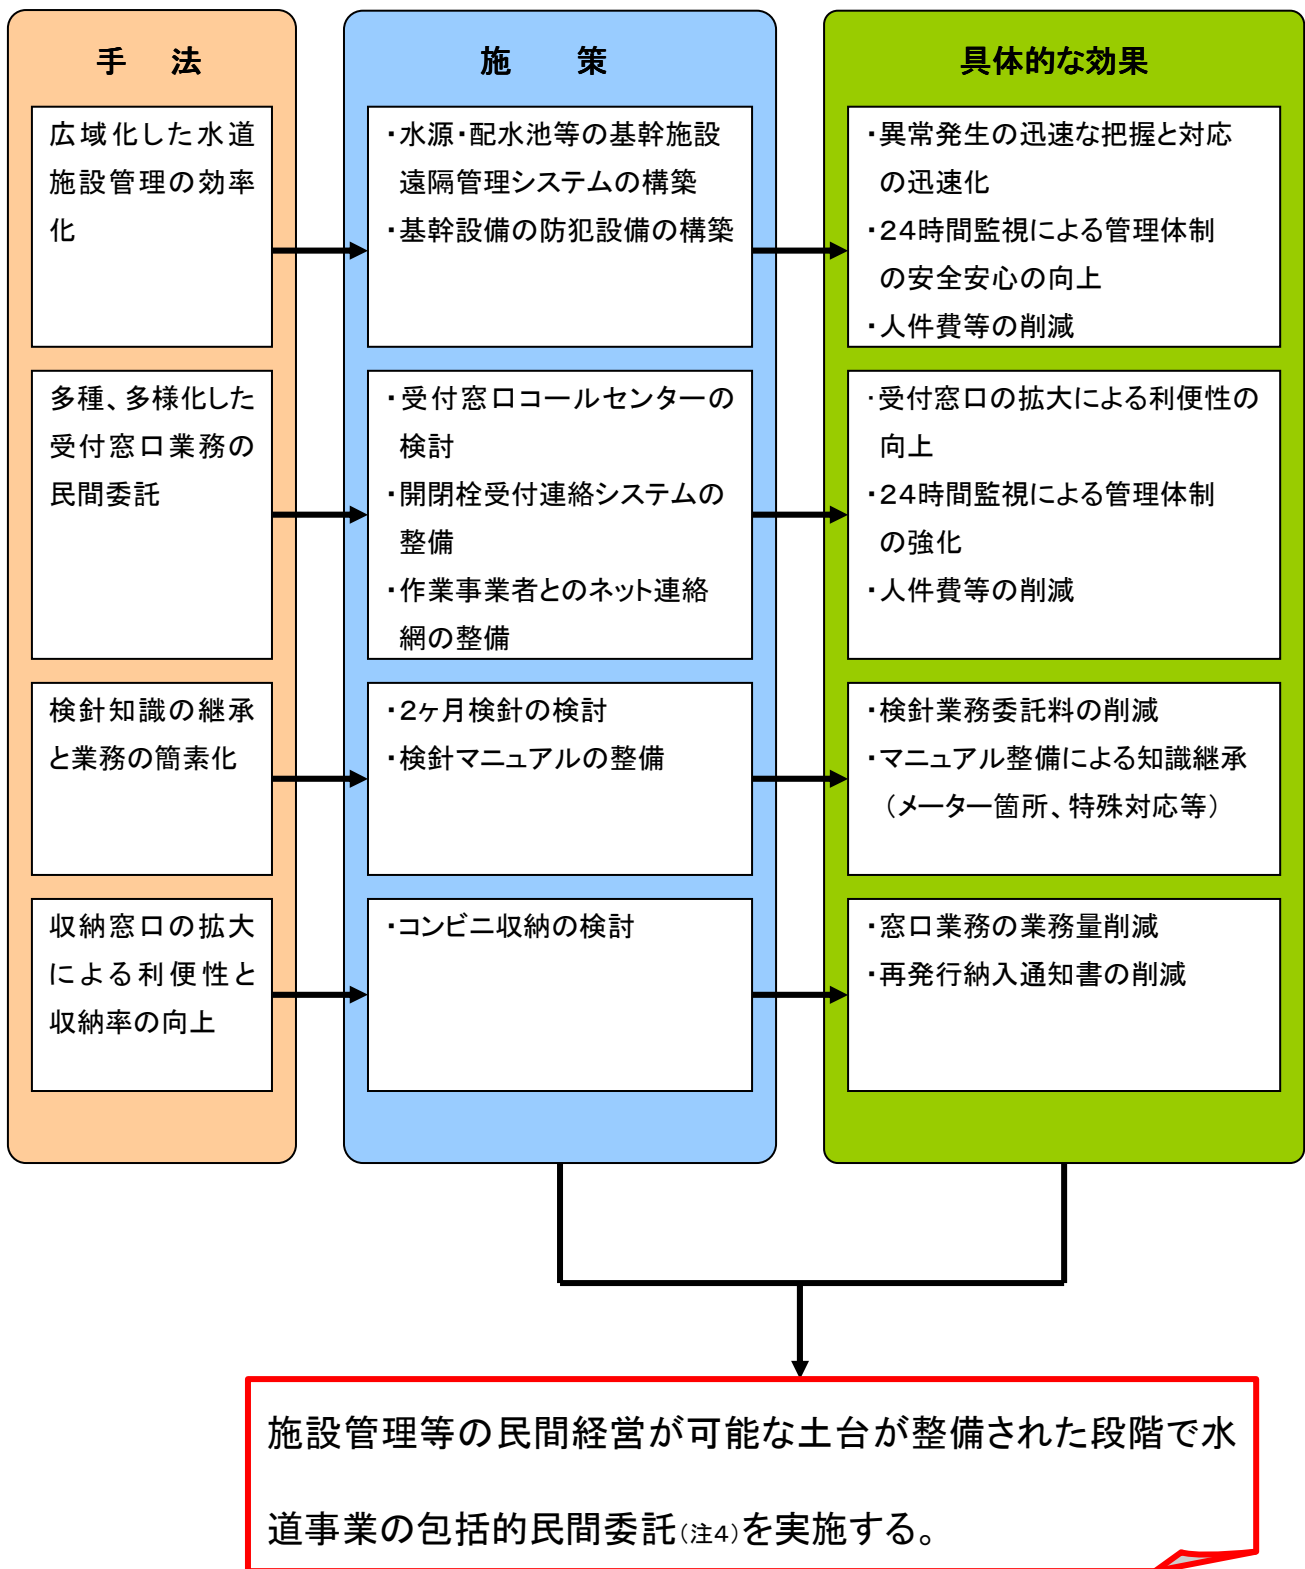 手　法
広域化した水道
施設管理の効率
化
多種、多様化した
受付窓口業務の
民間委託
検針知識の継承
と業務の簡素化
収納窓口の拡大
による利便性と
収納率の向上
施　策
・水源・配水池等の基幹施設
遠隔管理システムの構築
・基幹設備の防犯設備の構築
・受付窓口コールセンターの
検討
・開閉栓受付連絡システムの
整備
・作業事業者とのネット連絡
網の整備
・2ヶ月検針の検討
・検針マニュアルの整備
・コンビニ収納の検討
具体的な効果
・異常発生の迅速な把握と対応
の迅速化
・24時間監視による管理体制
の安全安心の向上
・人件費等の削減
・受付窓口の拡大による利便性の
向上
・24時間監視による管理体制
の強化
・人件費等の削減
・検針業務委託料の削減
・マニュアル整備による知識継承
（メーター箇所、特殊対応等）
・窓口業務の業務量削減
・再発行納入通知書の削減
施設管理等の民間経営が可能な土台が整備された段階で水
道事業の包括的民間委託（注4）を実施する。